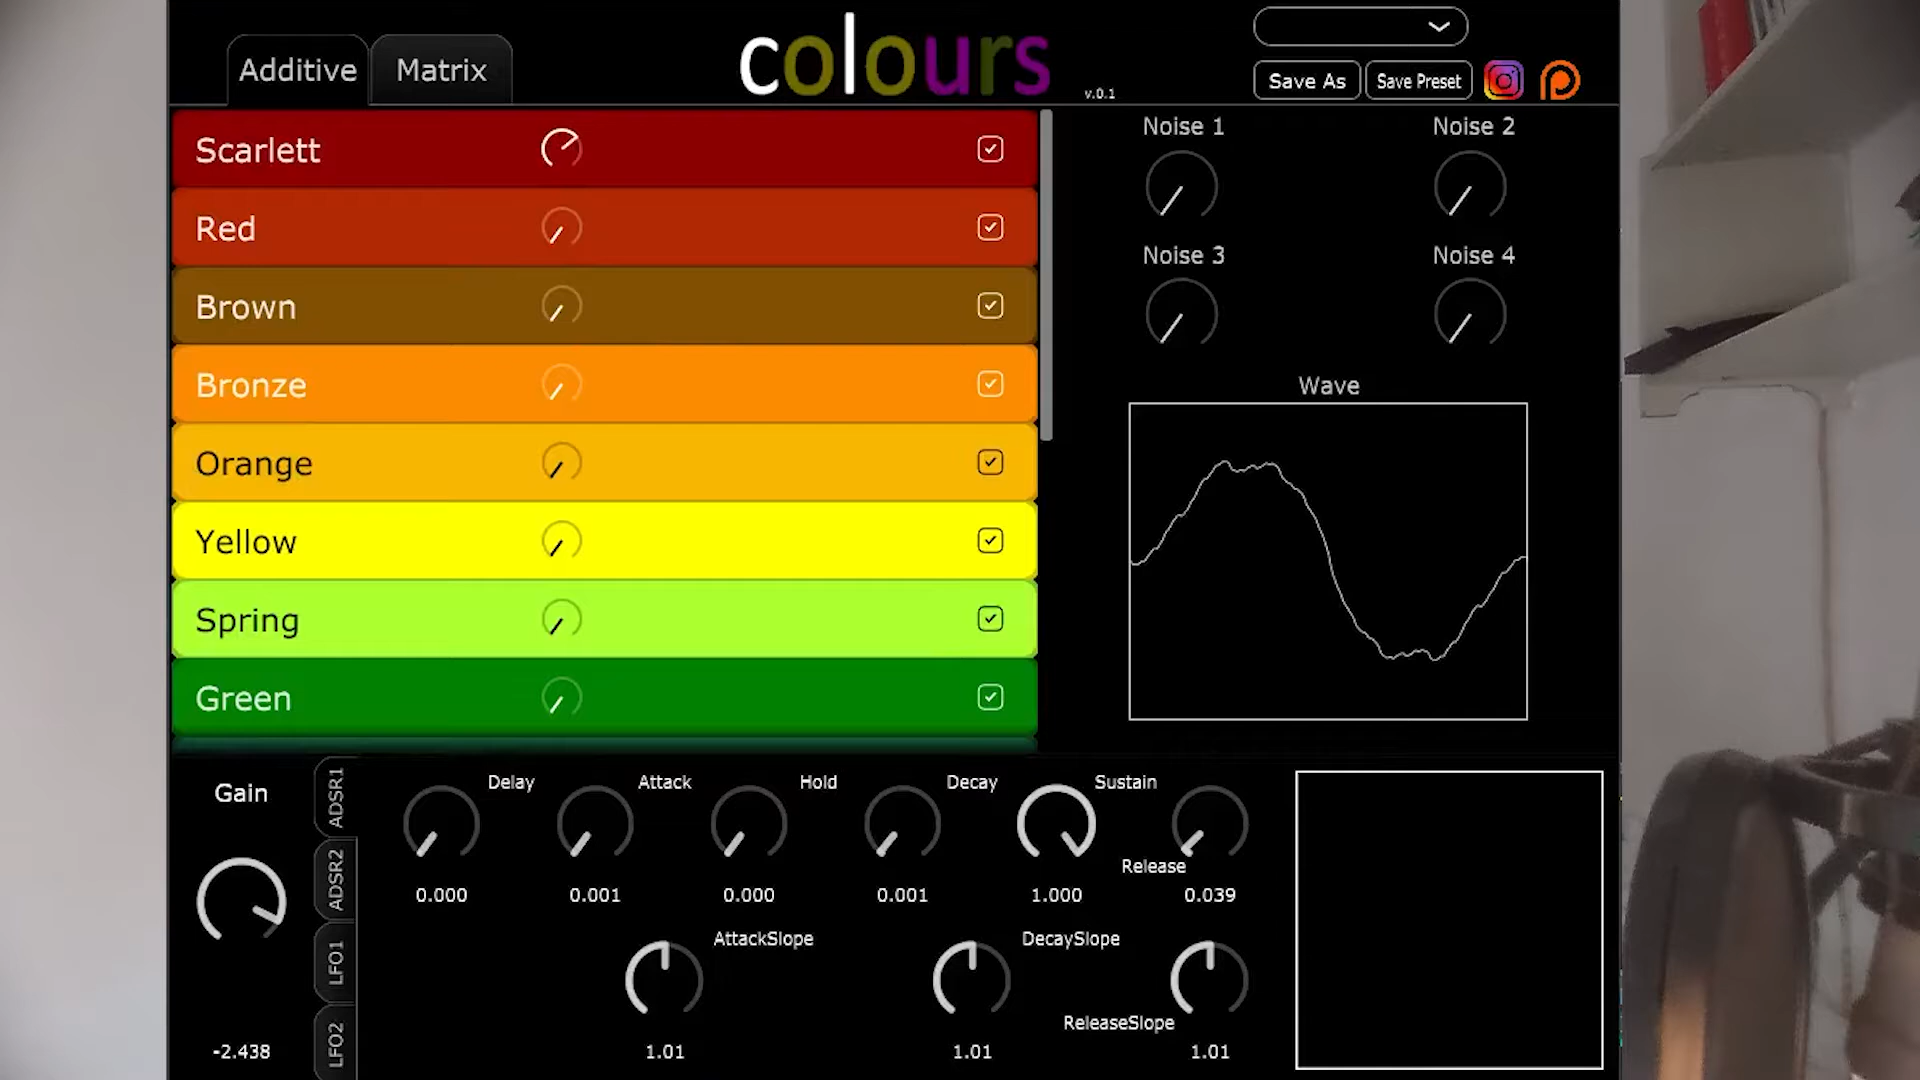 Additive
Matrix
colours
v.0.1
Save As
Save Preset
Scarlett
Red
Brown
Bronze
Orange
Yellow
Spring
Green
Noise 1
Noise 2
Noise 3
Noise 4
Wave
Gain
-2.438
ADSR1
ADSR2
LFO1
LFO2
Delay
Attack
Hold
Decay
Sustain
Release
0.000
0.001
0.000
0.001
1.000
0.039
AttackSlope
DecaySlope
ReleaseSlope
1.01
1.01
1.01